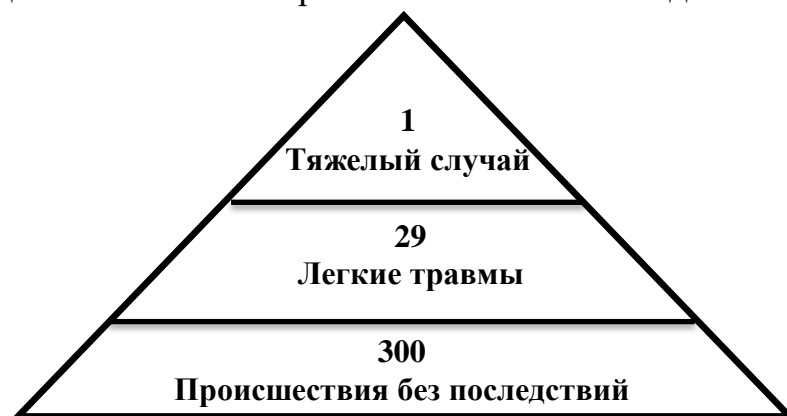 1
Тяжелый случай
29
Легкие травмы
300
Происшествия без последствий